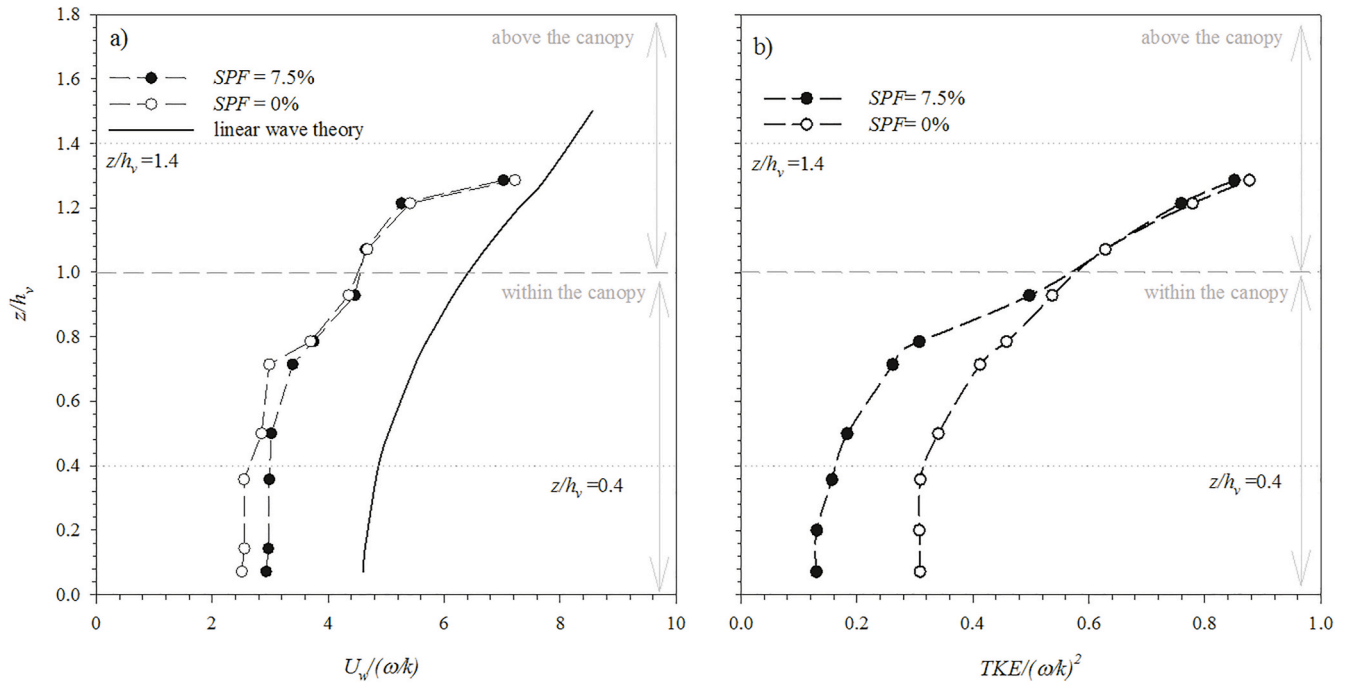 a)
above the canopy
SPF = 7.5%
SPF = 0%
linear wave theory
z/hv=1.4
within the canopy
z/hv=0.4
1.8
1.6
1.4
1.2
1.0
0.8
0.6
0.4
0.2
0.0
z/hv
0 2 4 6 8 10
Uw/(ω/k)
b)
above the canopy
SPF= 7.5%
SPF= 0%
z/hv=1.4
within the canopy
z/hv=0.4
0.0 0.2 0.4 0.6 0.8 1.0
TKE/(ω/k)²